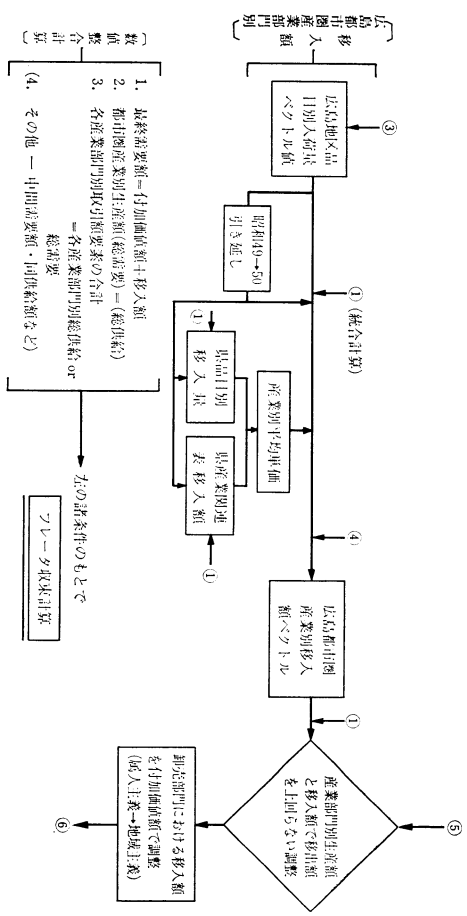 〔広島都市圏産業部門別
移入額〕
広島地区品
目別入荷量
ベクトル値
③
昭和49→50
引き延し
① (統合計算)
県品目別
移入量
①
県産業関連
表移入額
①
産業別平均単価
④
広島都市圏
産業別移入
額ベクトル
①
産業部門別生産額
と移入額で移出額
を上回らない調整
⑤
卸売部門における移入額
を付加価値額で調整
(属人主義→地域主義)
⑥
〔数値整
合計算〕
1. 最終需要額=付加価値額+移入額
2. 都市圏産業別生産額(総需要)=(総供給)
3. 各産業部門別取引額要素の合計
=各産業部門別総供給 or
総需要
(4. その他 ─ 中間需要額・同供給額など)
左の諸条件のもとで
フレータ収束計算